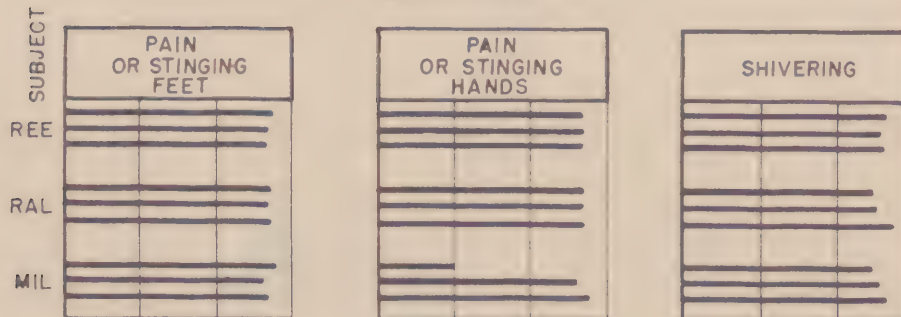 SUBJECT
PAIN
OR STINGING
FEET
PAIN
OR STINGING
HANDS
SHIVERING
REE
RAL
MIL